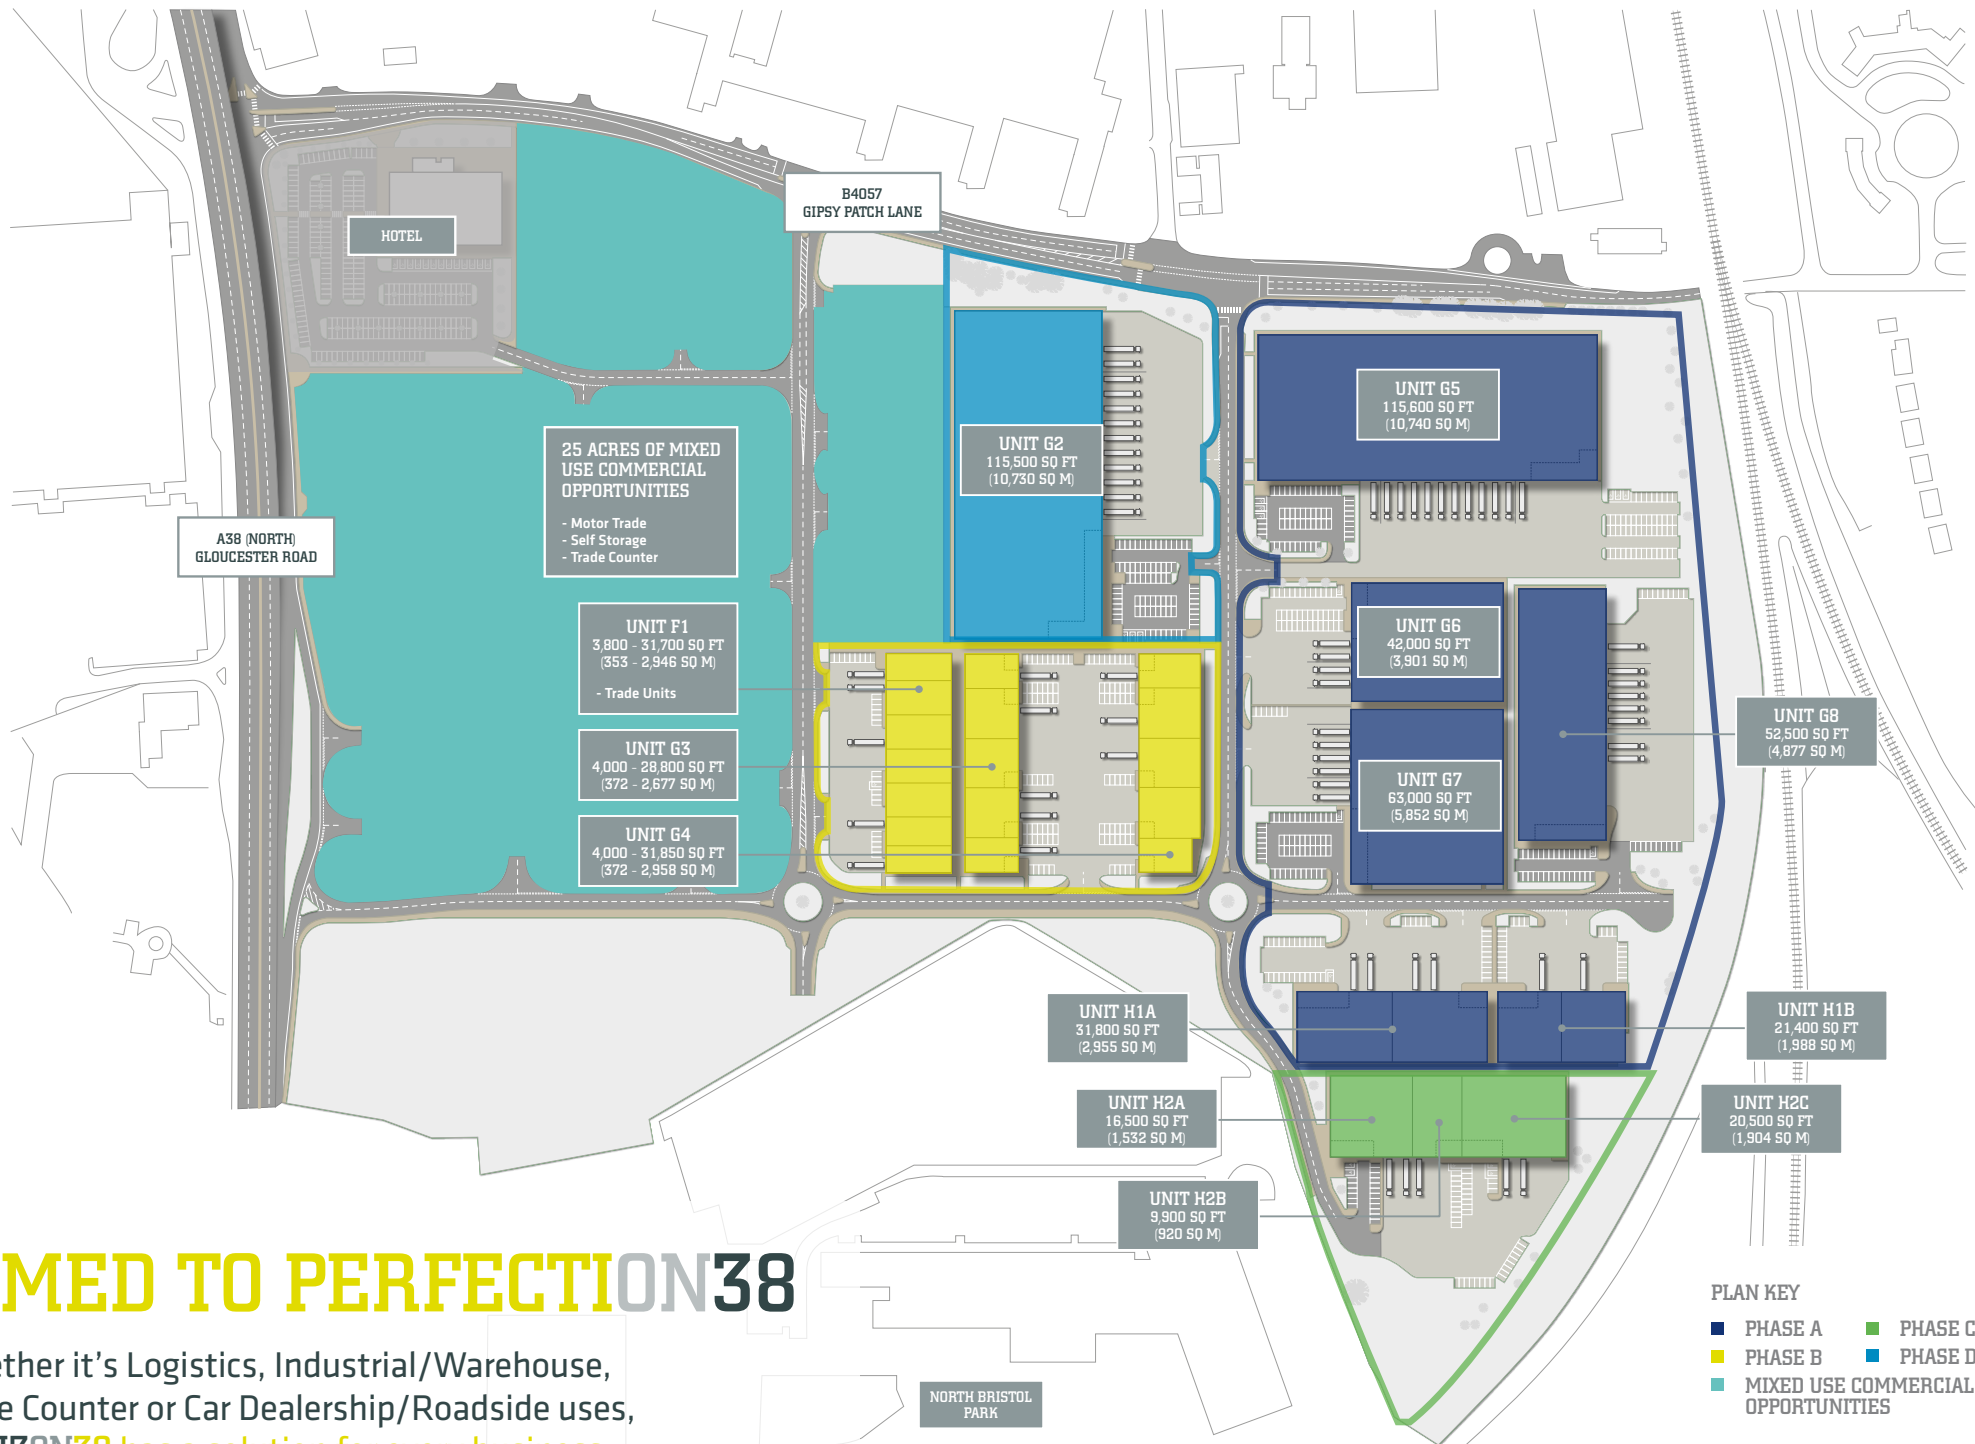 B4057
GIPSY PATCH LANE
HOTEL
A38 (NORTH)
GLOUCESTER ROAD
25 ACRES OF MIXED
USE COMMERCIAL
OPPORTUNITIES
- Motor Trade
- Self Storage
- Trade Counter
UNIT F1
3,800 - 31,700 SQ FT
(353 - 2,946 SQ M)
- Trade Units
UNIT G3
4,000 - 28,800 SQ FT
(372 - 2,677 SQ M)
UNIT G4
4,000 - 31,850 SQ FT
(372 - 2,958 SQ M)
UNIT G2
115,500 SQ FT
(10,730 SQ M)
UNIT G5
115,600 SQ FT
(10,740 SQ M)
UNIT G6
42,000 SQ FT
(3,901 SQ M)
UNIT G7
63,000 SQ FT
(5,852 SQ M)
UNIT G8
52,500 SQ FT
(4,877 SQ M)
UNIT H1A
31,800 SQ FT
(2,955 SQ M)
UNIT H1B
21,400 SQ FT
(1,988 SQ M)
UNIT H2A
16,500 SQ FT
(1,532 SQ M)
UNIT H2C
20,500 SQ FT
(1,904 SQ M)
UNIT H2B
9,900 SQ FT
(920 SQ M)
NORTH BRISTOL
PARK
MED TO PERFECTION38
ether it's Logistics, Industrial/Warehouse,
e Counter or Car Dealership/Roadside uses,
PLAN KEY
PHASE A
PHASE C
PHASE B
PHASE D
MIXED USE COMMERCIAL
OPPORTUNITIES